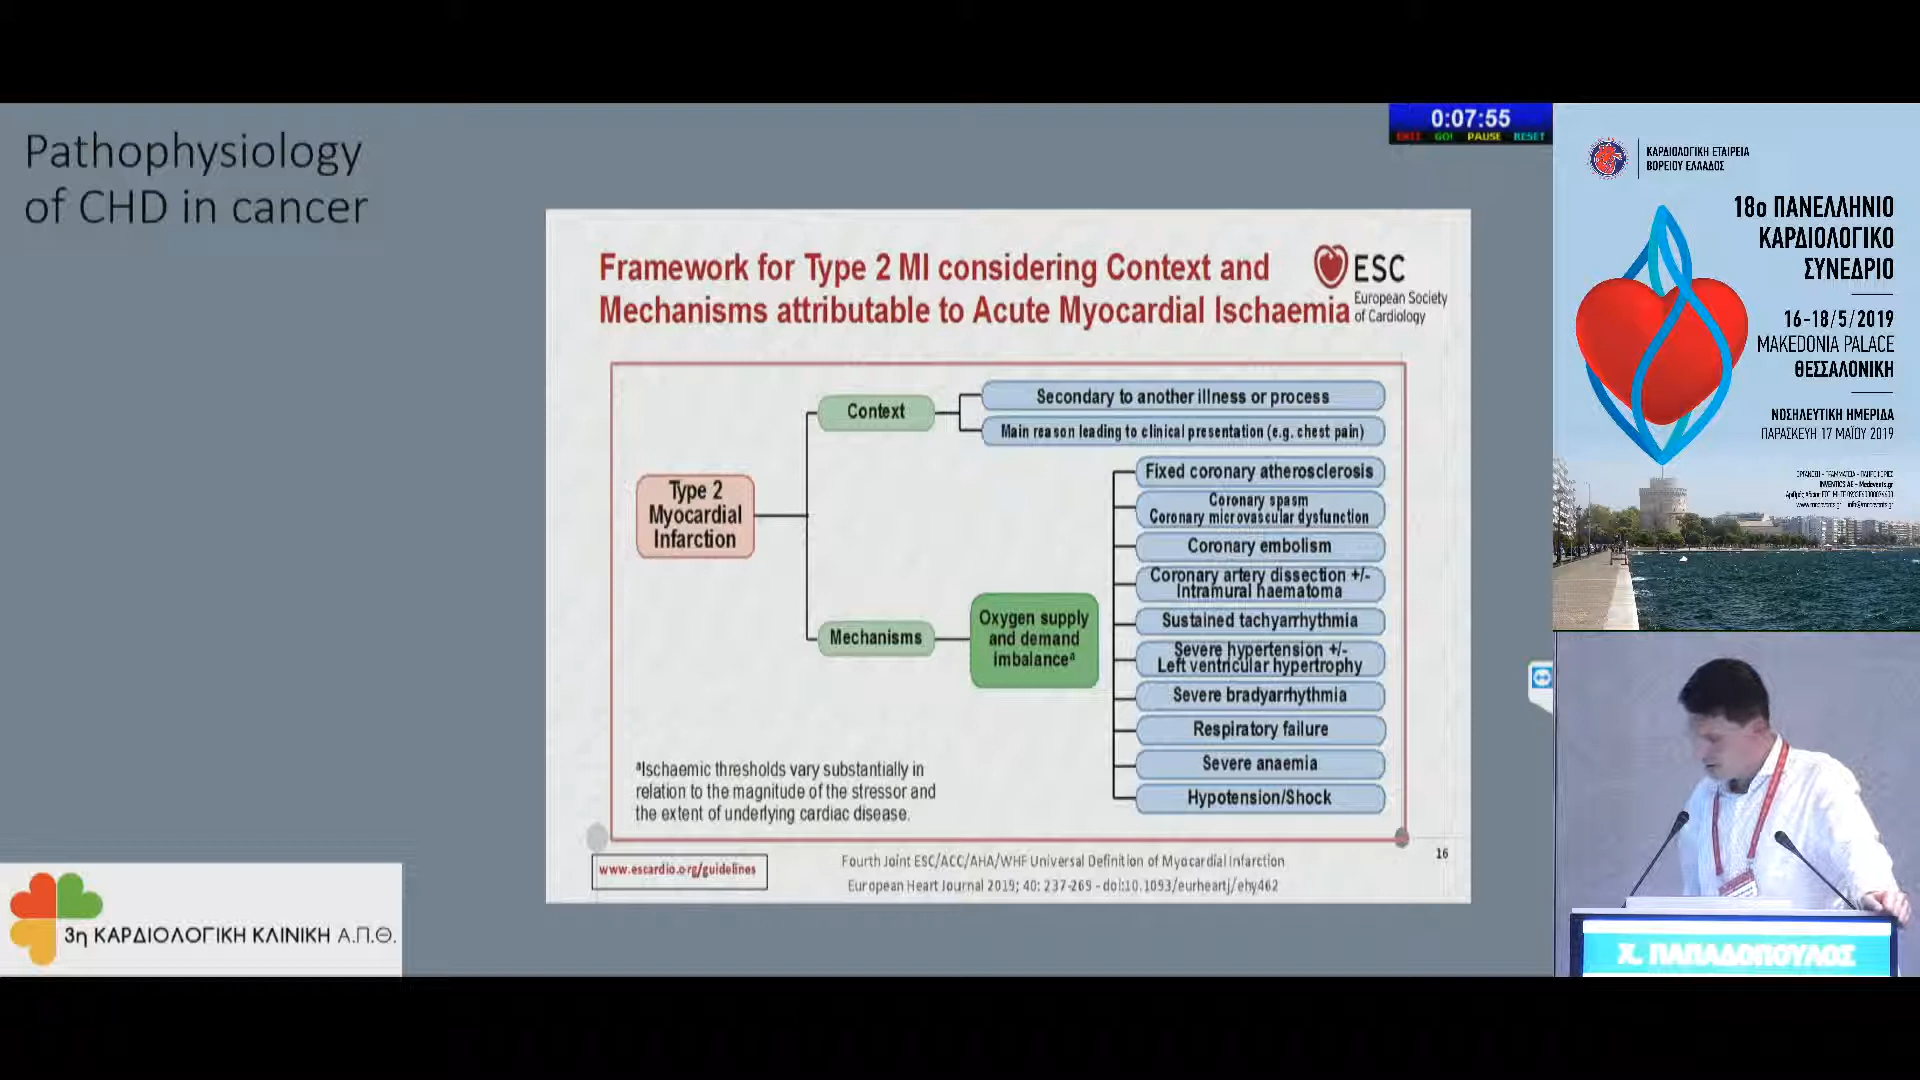 Pathophysiology
of CHD in cancer
0:07:55
EXIT GO! PAUSE RESET
Framework for Type 2 MI considering Context and
Mechanisms attributable to Acute Myocardial Ischaemia
ESC
European Society
of Cardiology
Context
Secondary to another illness or process
Main reason leading to clinical presentation (e.g. chest pain)
Type 2
Myocardial
Infarction
Mechanisms
Oxygen supply
and demand
imbalanceª
Fixed coronary atherosclerosis
Coronary spasm
Coronary microvascular dysfunction
Coronary embolism
Coronary artery dissection +/-
Intramural haematoma
Sustained tachyarrhythmia
Severe hypertension +/-
Left ventricular hypertrophy
Severe bradyarrhythmia
Respiratory failure
Severe anaemia
Hypotension/Shock
ªIschaemic thresholds vary substantially in
relation to the magnitude of the stressor and
the extent of underlying cardiac disease.
www.escardio.org/guidelines
Fourth Joint ESC/ACC/AHA/WHF Universal Definition of Myocardial Infarction
European Heart Journal 2019; 40: 237-269 - doi:10.1093/eurheartj/ehy462
16
3η ΚΑΡΔΙΟΛΟΓΙΚΗ ΚΛΙΝΙΚΗ Α.Π.Θ.
ΚΑΡΔΙΟΛΟΓΙΚΗ ΕΤΑΙΡΕΙΑ
ΒΟΡΕΙΟΥ ΕΛΛΑΔΟΣ
18ο ΠΑΝΕΛΛΗΝΙΟ
ΚΑΡΔΙΟΛΟΓΙΚΟ
ΣΥΝΕΔΡΙΟ
16-18/5/2019
MAKEDONIA PALACE
ΘΕΣΣΑΛΟΝΙΚΗ
ΝΟΣΗΛΕΥΤΙΚΗ ΗΜΕΡΙΔΑ
ΠΑΡΑΣΚΕΥΗ 17 ΜΑΪΟΥ 2019
Χ. ΠΑΠΑΔΟΠΟΥΛΟΣ